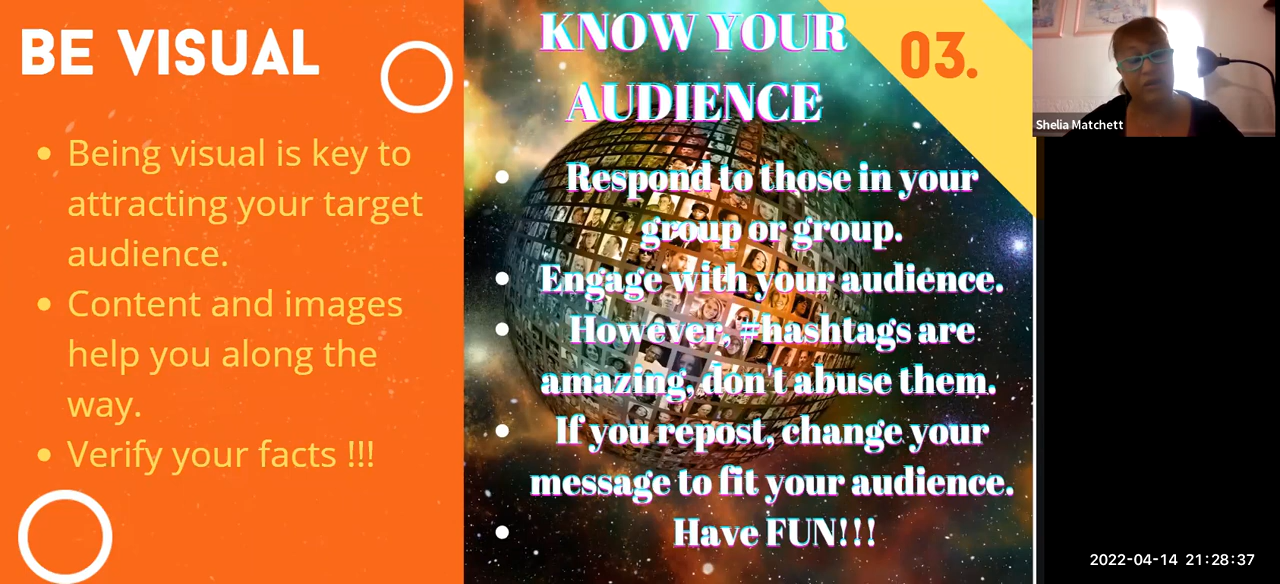 BE VISUAL
Being visual is key to
attracting your target
audience.
Content and images
help you along the
way.
Verify your facts !!!
KNOW YOUR
AUDIENCE
03.
Respond to those in your
group or group.
Engage with your audience.
However, #hashtags are
amazing, don't abuse them.
If you repost, change your
message to fit your audience.
Have FUN!!!
Shelia Matchett
2022-04-14 21:28:37